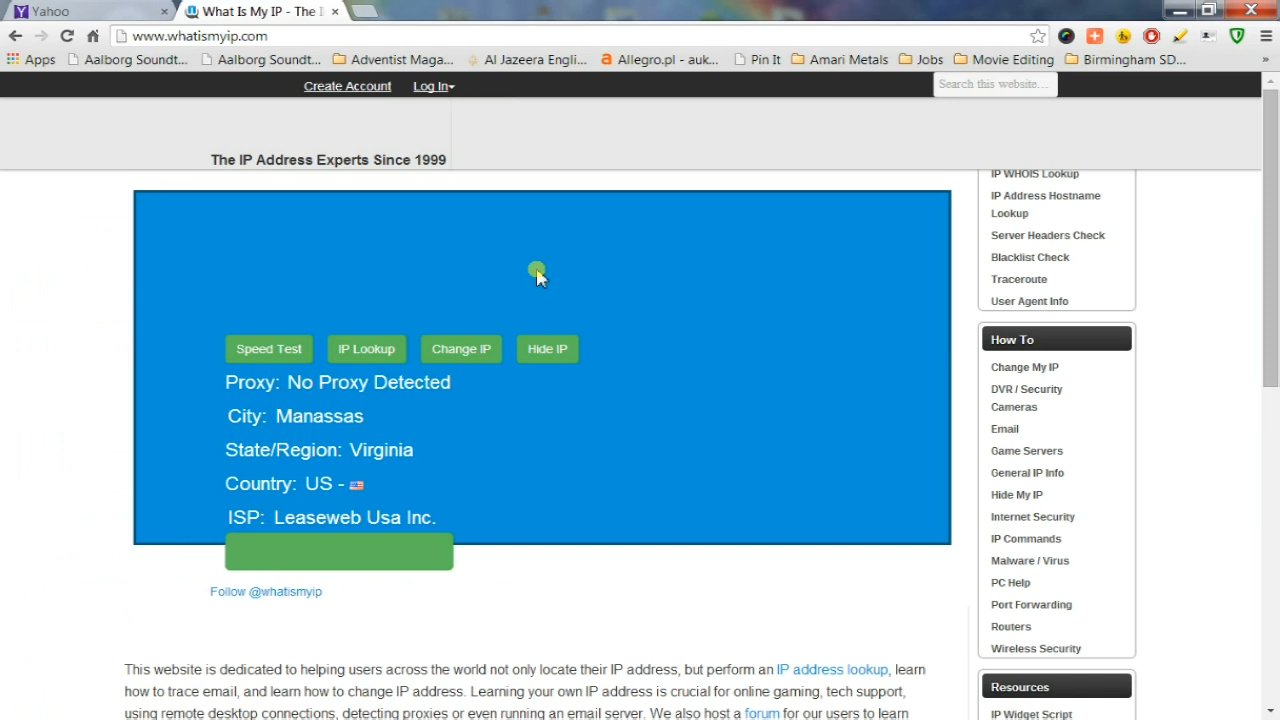 Yahoo
What Is My IP - The I
www.whatismyip.com
Apps
Aalborg Soundt...
Aalborg Soundt...
Adventist Maga...
Al Jazeera Engli...
Allegro.pl - auk...
Pin It
Amari Metals
Jobs
Movie Editing
Birmingham SD...
»
Create Account
Log In
Search this website...
The IP Address Experts Since 1999
Speed Test
IP Lookup
Change IP
Hide IP
Proxy: No Proxy Detected
City: Manassas
State/Region: Virginia
Country: US -
ISP: Leaseweb Usa Inc.
Follow @whatismyip
This website is dedicated to helping users across the world not only locate their IP address, but perform an IP address lookup, learn
how to trace email, and learn how to change IP address. Learning your own IP address is crucial for online gaming, tech support,
using remote desktop connections, detecting proxies or even running an email server. We also host a forum for our users to learn
IP WHOIS Lookup
IP Address Hostname
Lookup
Server Headers Check
Blacklist Check
Traceroute
User Agent Info
How To
Change My IP
DVR / Security
Cameras
Email
Game Servers
General IP Info
Hide My IP
Internet Security
IP Commands
Malware / Virus
PC Help
Port Forwarding
Routers
Wireless Security
Resources
IP Widget Script